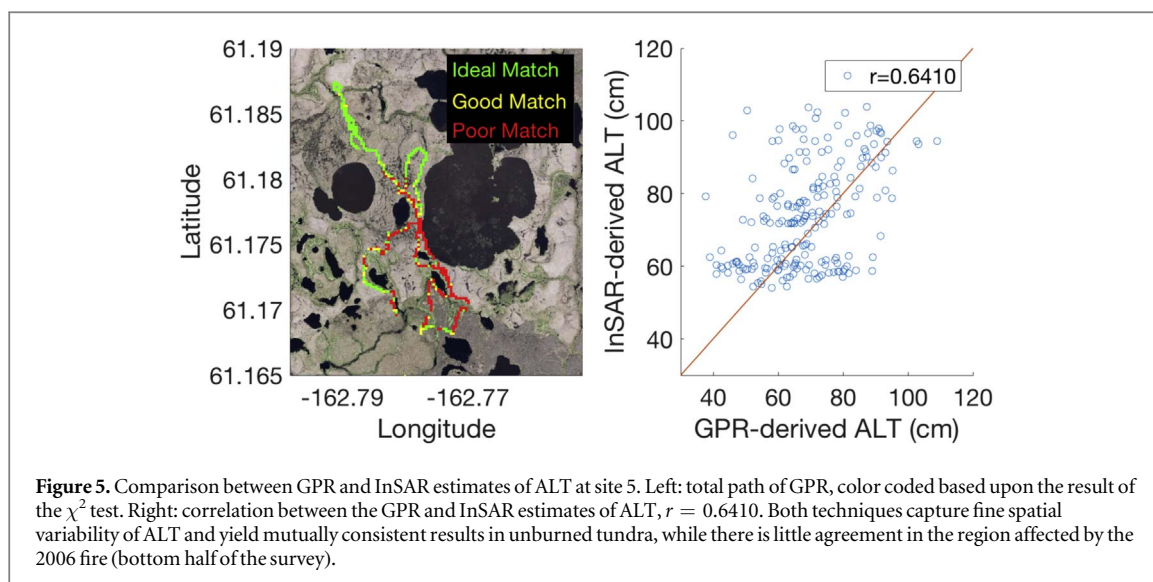 61.19
61.185
61.18
61.175
61.17
61.165
Latitude
-162.79 -162.77
Longitude
Ideal Match
Good Match
Poor Match
120
100
80
60
40
InSAR-derived ALT (cm)
r=0.6410
40 60 80 100 120
GPR-derived ALT (cm)
Figure 5. Comparison between GPR and InSAR estimates of ALT at site 5. Left: total path of GPR, color coded based upon the result of
the χ² test. Right: correlation between the GPR and InSAR estimates of ALT, r = 0.6410. Both techniques capture fine spatial
variability of ALT and yield mutually consistent results in unburned tundra, while there is little agreement in the region affected by the
2006 fire (bottom half of the survey).